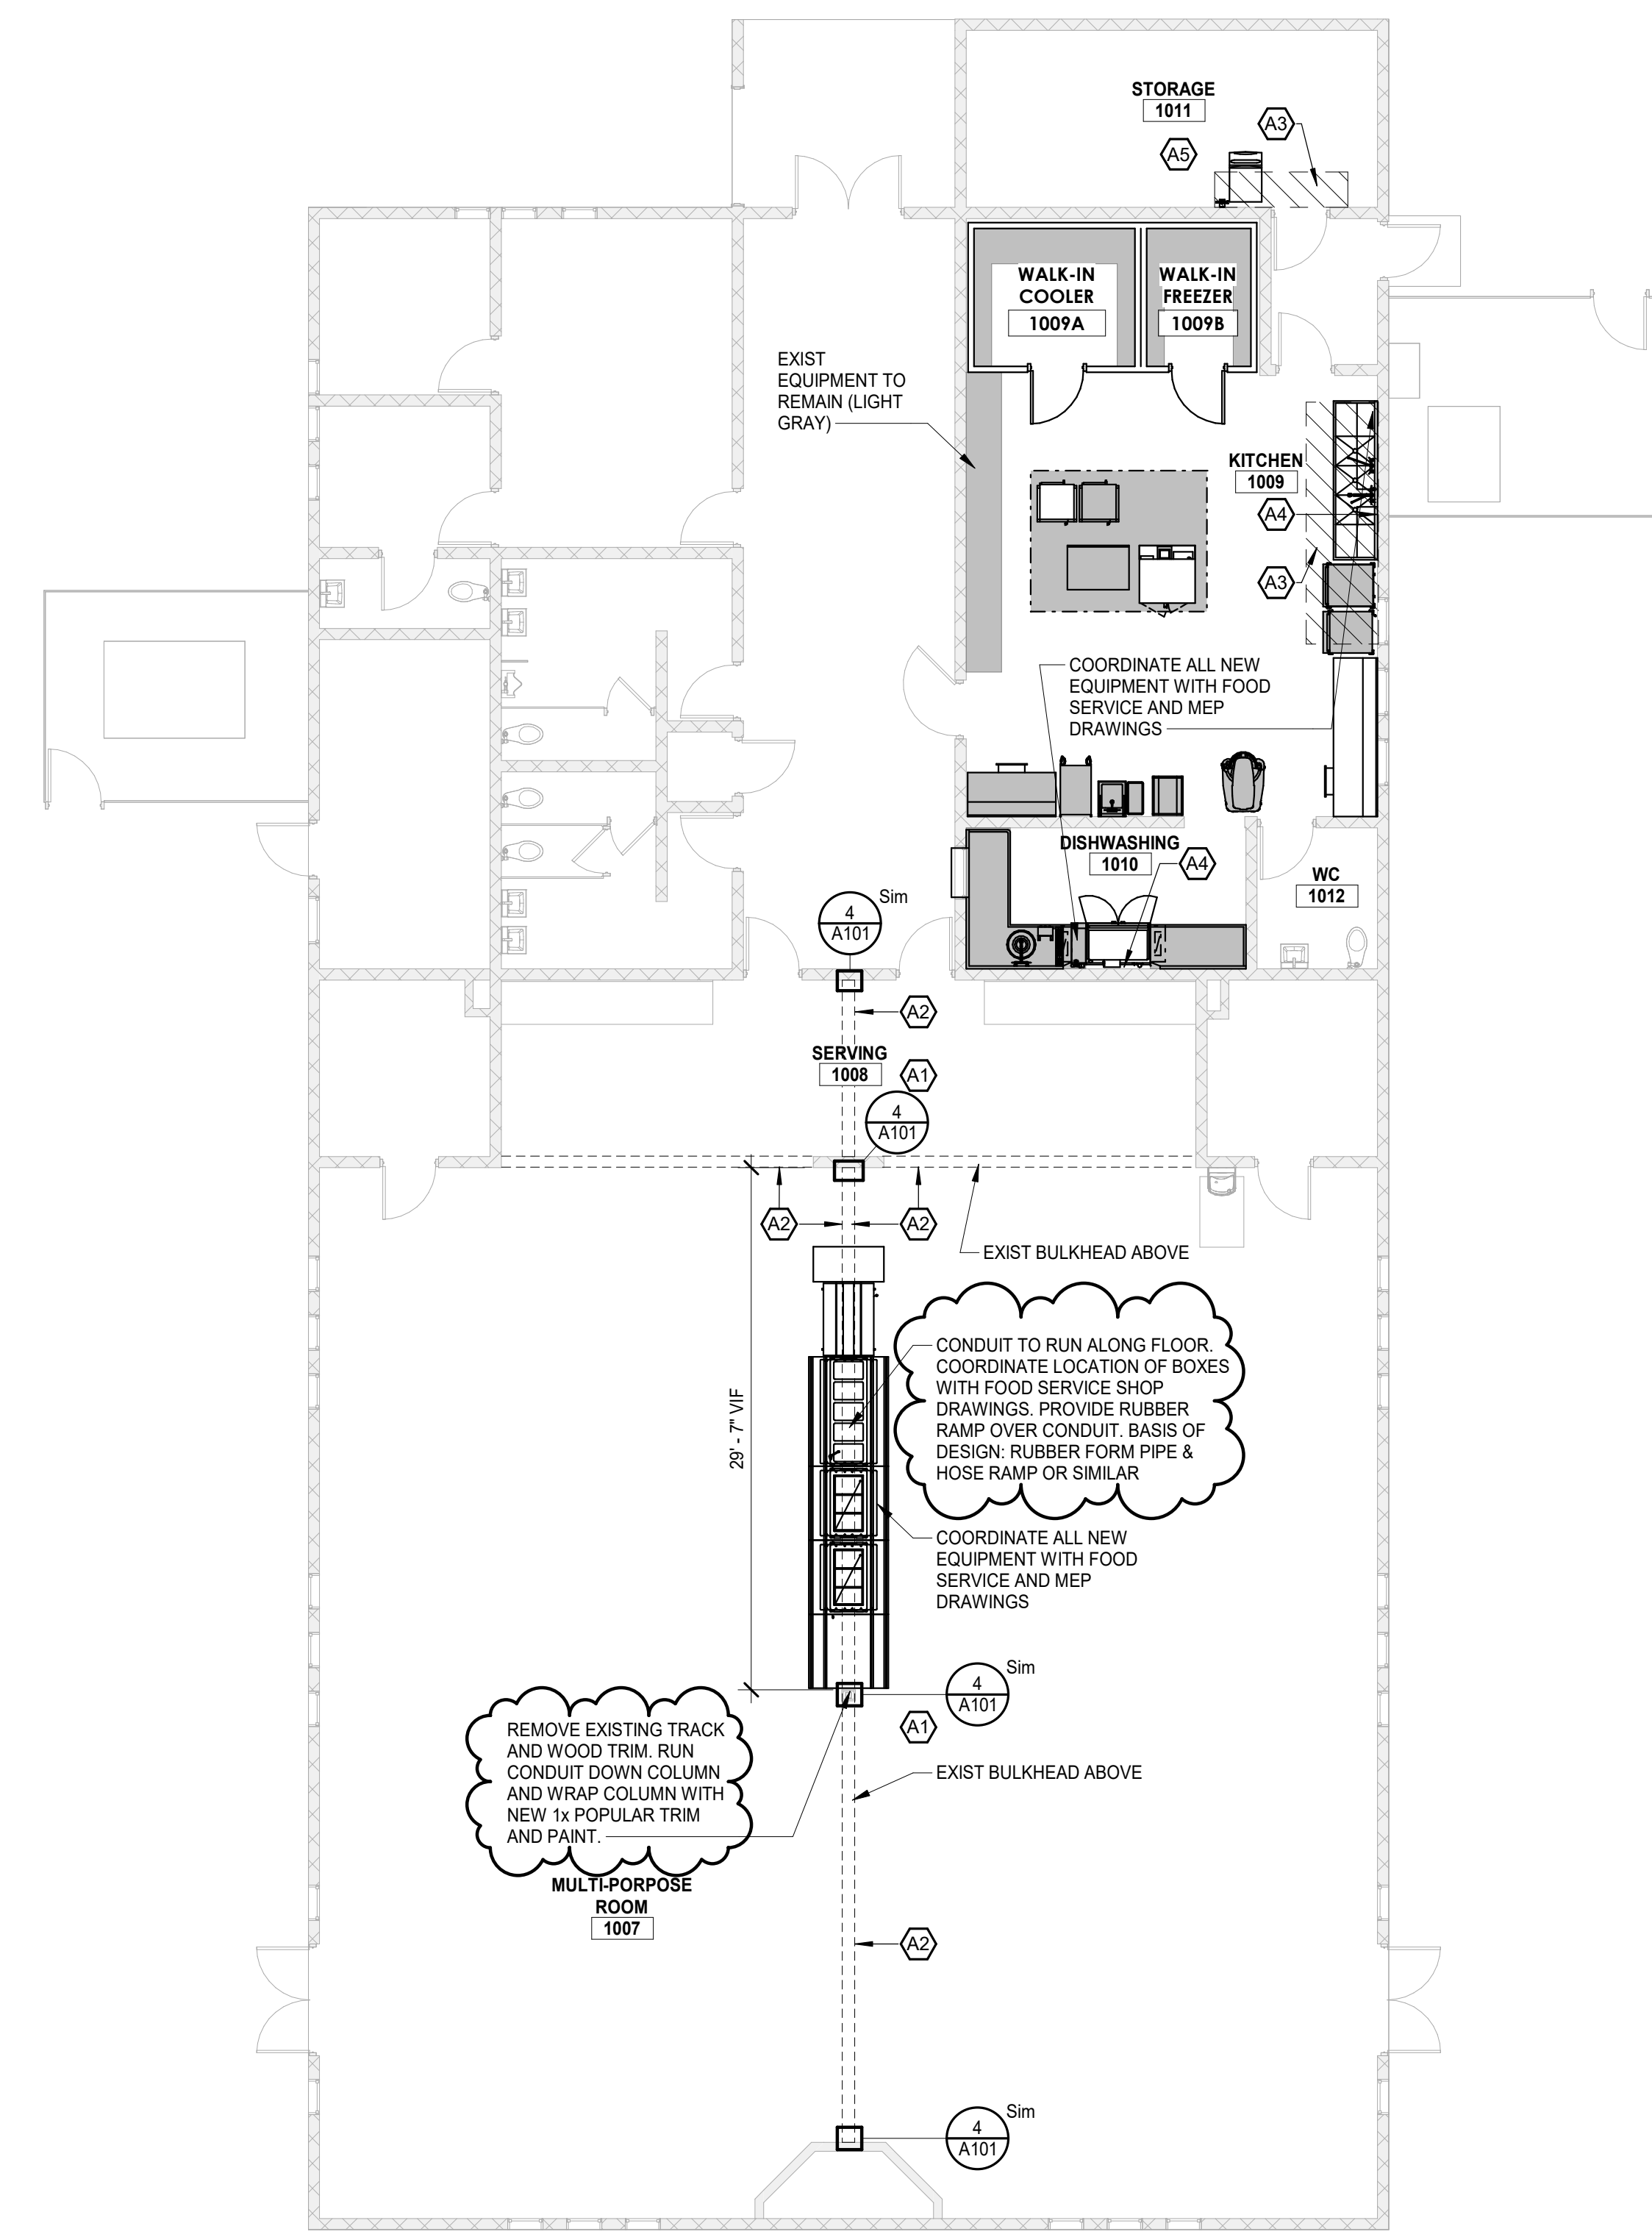 STORAGE
1011
A3
A5
WALK-IN
COOLER
1009A
WALK-IN
FREEZER
1009B
EXIST
EQUIPMENT TO
REMAIN (LIGHT
GRAY)
KITCHEN
1009
A4
A3
COORDINATE ALL NEW
EQUIPMENT WITH FOOD
SERVICE AND MEP
DRAWINGS
DISHWASHING
1010
A4
WC
1012
4
A101
Sim
A2
SERVING
1008
A1
4
A101
A2
A2
EXIST BULKHEAD ABOVE
29' - 7" VIF
CONDUIT TO RUN ALONG FLOOR.
COORDINATE LOCATION OF BOXES
WITH FOOD SERVICE SHOP
DRAWINGS. PROVIDE RUBBER
RAMP OVER CONDUIT. BASIS OF
DESIGN: RUBBER FORM PIPE &
HOSE RAMP OR SIMILAR
COORDINATE ALL NEW
EQUIPMENT WITH FOOD
SERVICE AND MEP
DRAWINGS
4
A101
Sim
A1
REMOVE EXISTING TRACK
AND WOOD TRIM. RUN
CONDUIT DOWN COLUMN
AND WRAP COLUMN WITH
NEW 1x POPULAR TRIM
AND PAINT.
EXIST BULKHEAD ABOVE
MULTI-PORPOSE
ROOM
1007
A2
4
A101
Sim